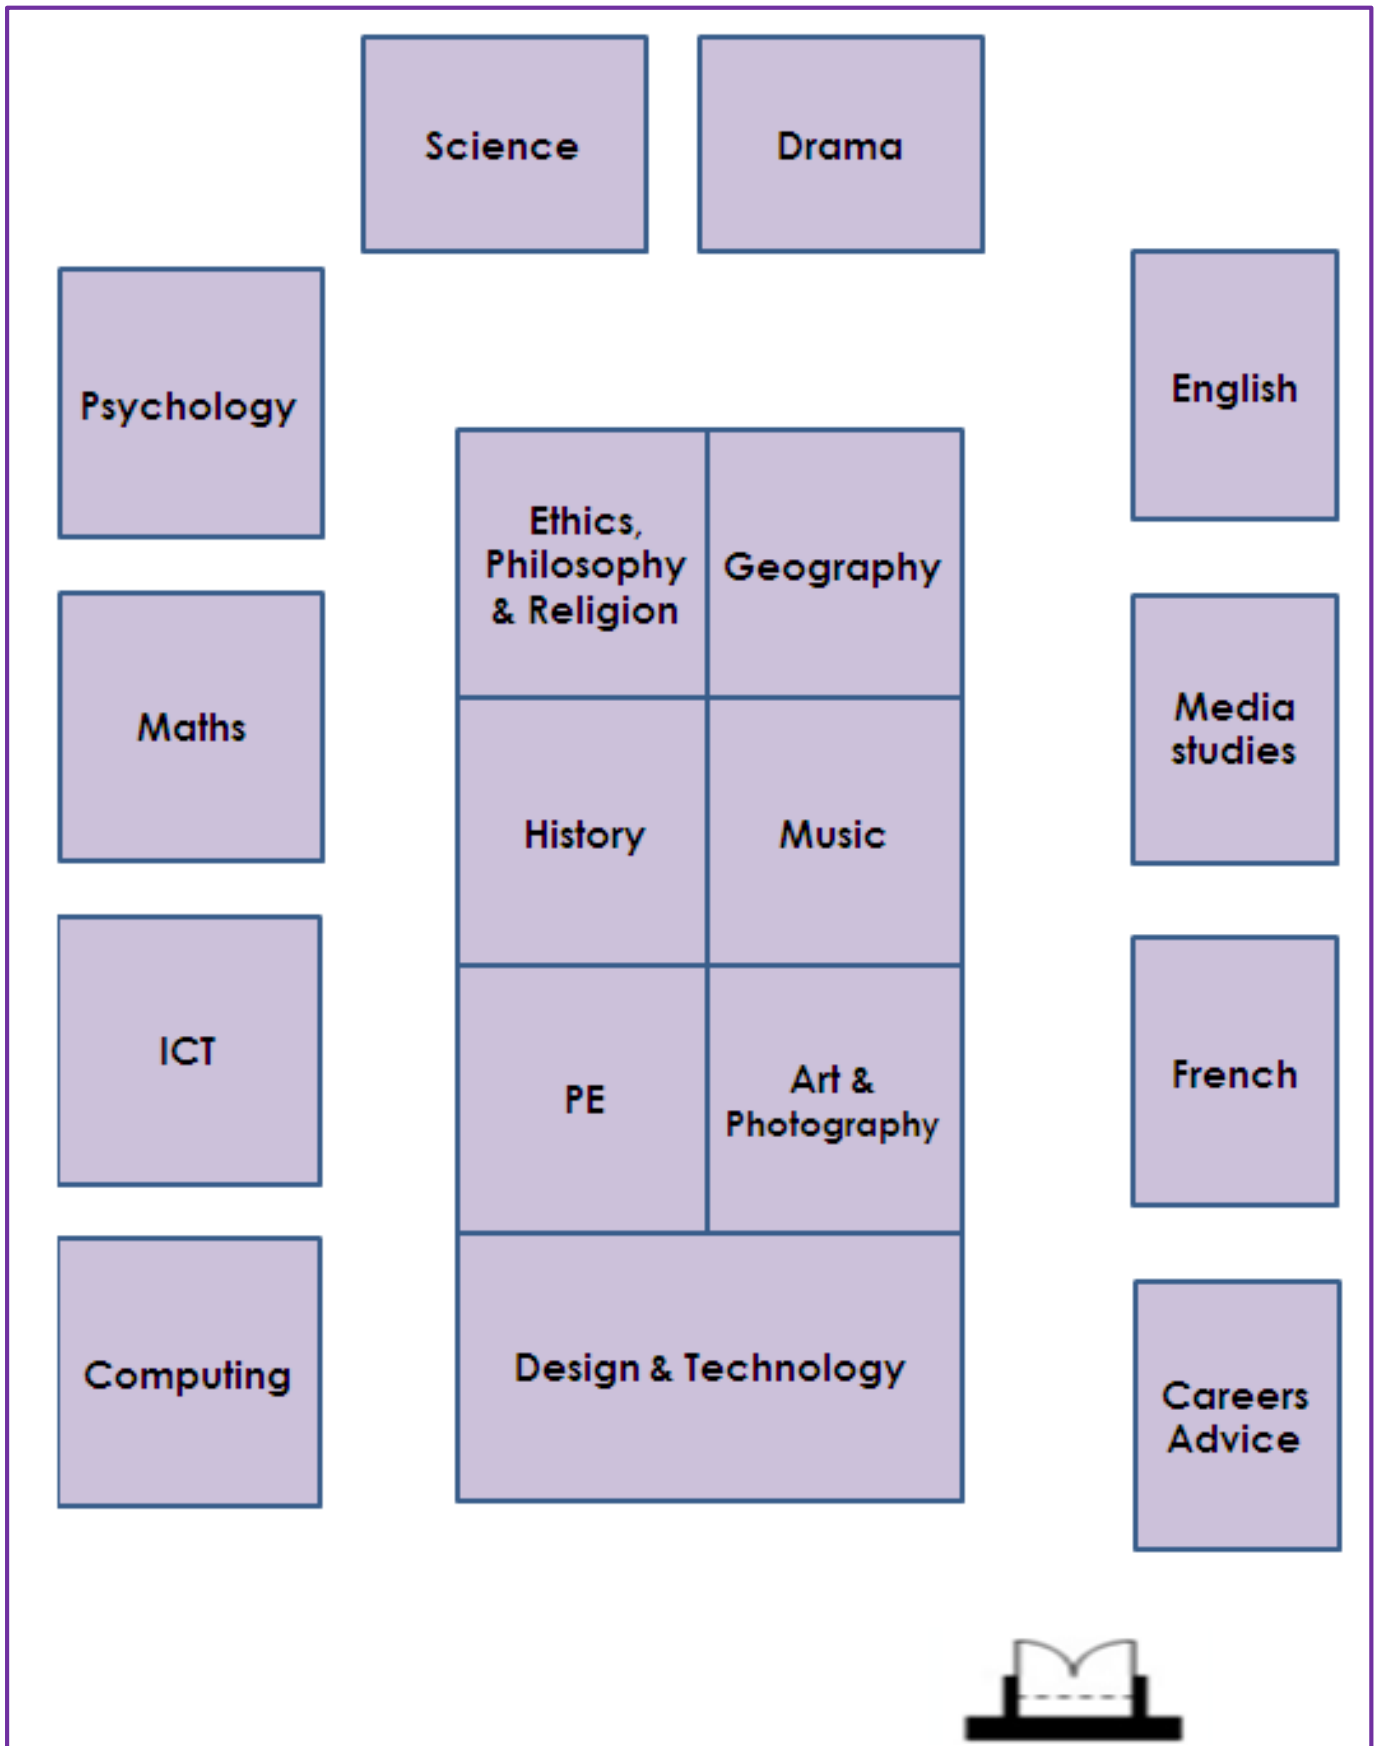 Science
Drama
Psychology
English
Ethics,
Philosophy
& Religion
Geography
Maths
Media
studies
History
Music
ICT
PE
Art &
Photography
French
Computing
Design & Technology
Careers
Advice